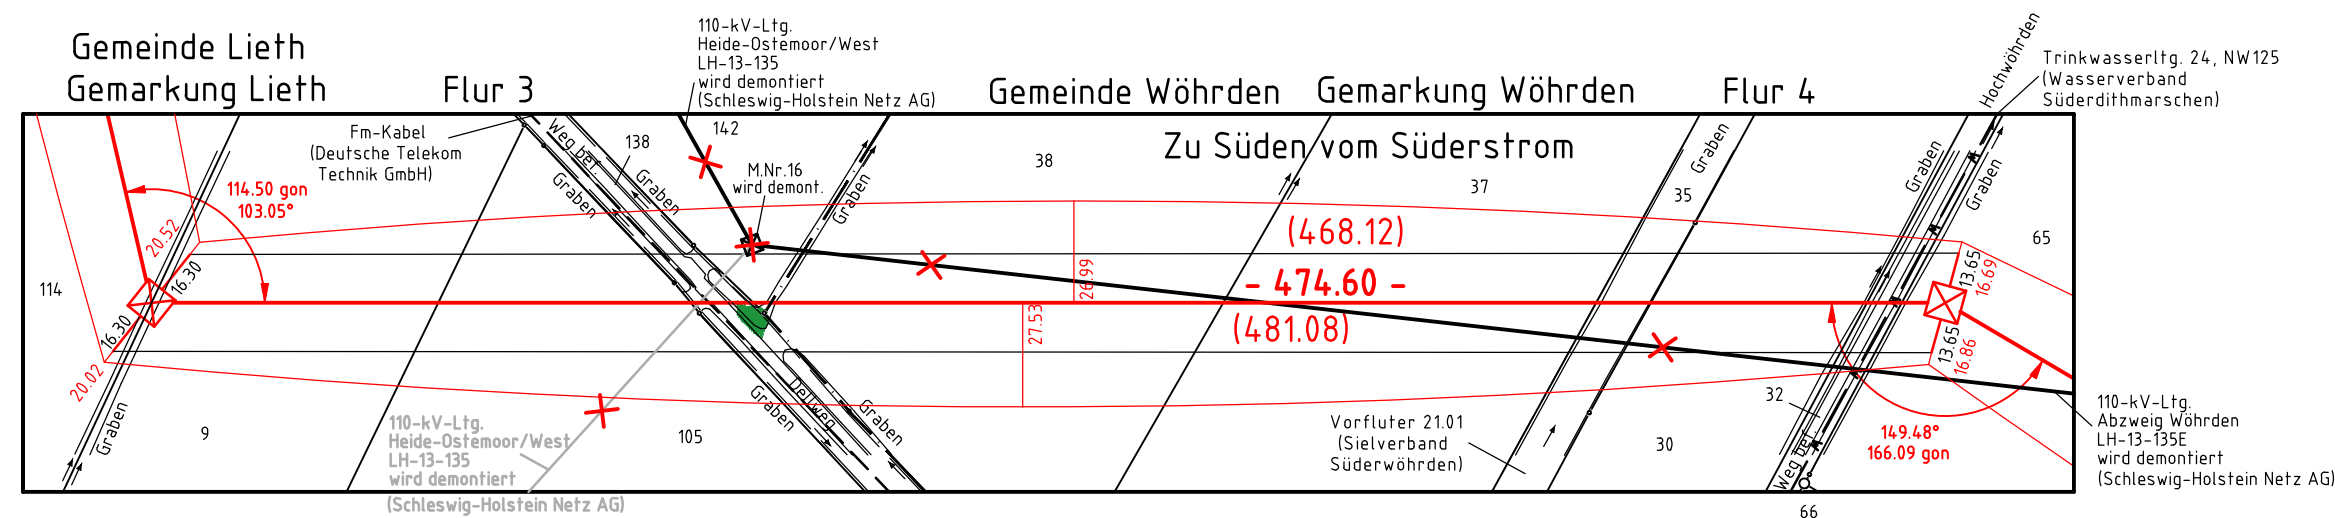 Gemeinde Lieth
Gemarkung Lieth
Flur 3
110-kV-Ltg.
Heide-Ostemoor/West
LH-13-135
wird demontiert
(Schleswig-Holstein Netz AG)
Gemeinde Wöhrden
Gemarkung Wöhrden
Flur 4
Hochwöhrden
Trinkwasserltg. 24, NW125
(Wasserverband
Süderdithmarschen)
Fm-Kabel
(Deutsche Telekom
Technik GmbH)
Weg bef.
138
142
Graben
Graben
M.Nr.16
wird demont.
Graben
38
Zu Süden vom Süderstrom
37
35
Graben
Graben
Graben
65
114.50 gon
103.05°
20.52
16.30
114
16.30
20.02
Graben
9
26.99
27.53
(468.12)
- 474.60 -
(481.08)
13.65
16.69
13.65
16.86
W
W
W
W
W
110-kV-Ltg.
Heide-Ostemoor/West
LH-13-135
wird demontiert
(Schleswig-Holstein Netz AG)
105
Graben
Dellweg
Graben
Vorfluter 21.01
(Sielverband
Süderwöhrden)
30
32
Weg bef.
66
149.48°
166.09 gon
110-kV-Ltg.
Abzweig Wöhrden
LH-13-135E
wird demontiert
(Schleswig-Holstein Netz AG)